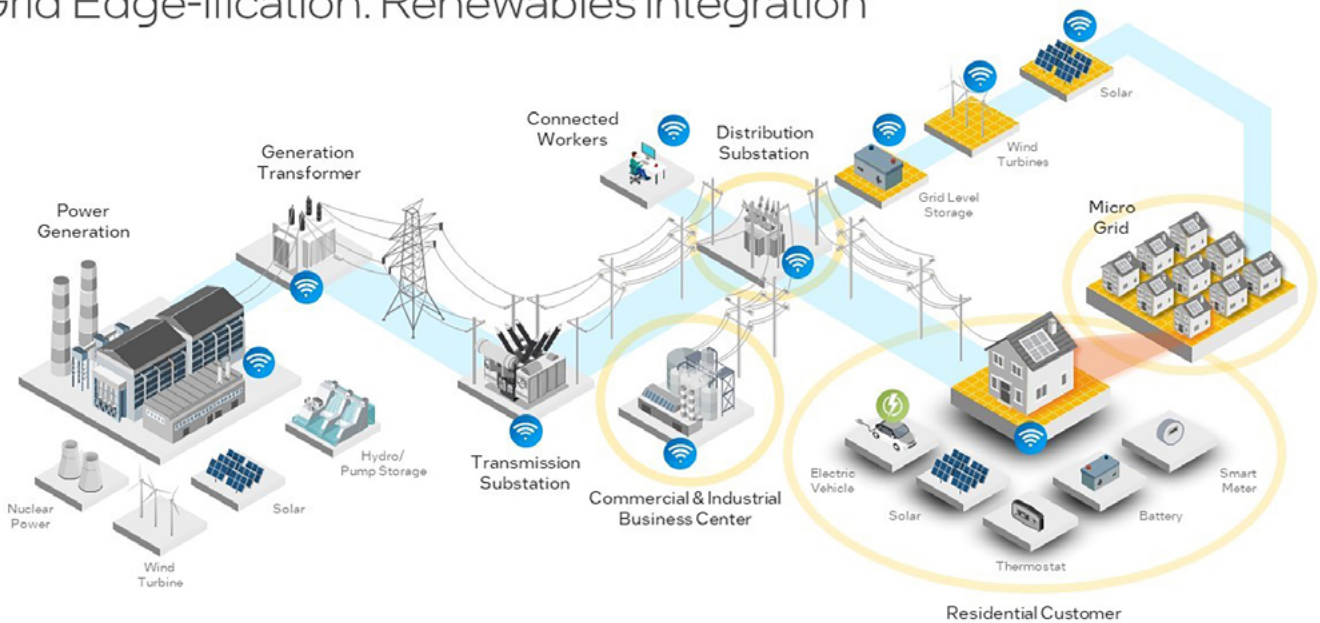 Grid Edge-ification: Renewables Integration
Solar
Wind
Turbines
Connected
Workers
Distribution
Substation
Grid Level
Storage
Generation
Transformer
Micro
Grid
Power
Generation
Hydro/
Pump Storage
Transmission
Substation
Commercial & Industrial
Business Center
Nuclear
Power
Solar
Wind
Turbine
Electric
Vehicle
Solar
Thermostat
Battery
Smart
Meter
Residential Customer